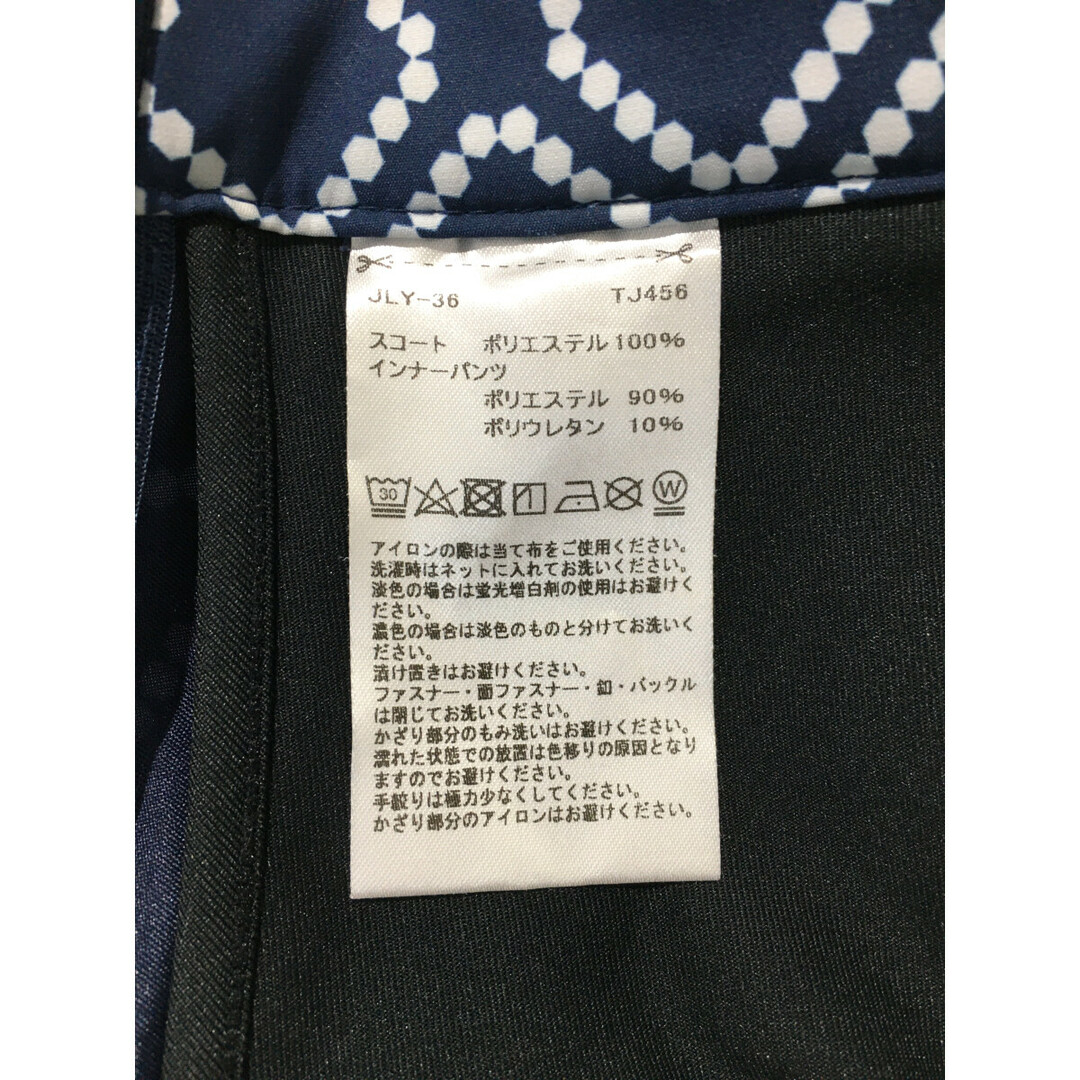 JLY-36 TJ456
スコート ポリエステル 100%
インナーパンツ
ポリエステル 90%
ポリウレタン 10%
30 W
アイロンの際は当て布をご使用ください。
洗濯時はネットに入れてお洗いください。
淡色の場合は蛍光増白剤の使用はお避けく
ださい。
濃色の場合は淡色のものと分けてお洗いく
ださい。
漬け置きはお避けください。
ファスナー・面ファスナー・釦・バックル
は閉じてお洗いください。
かざり部分のもみ洗いはお避けください。
濡れた状態での放置は色移りの原因となり
ますのでお避けください。
手絞りは極力少なくしてください。
かざり部分のアイロンはお避けください。